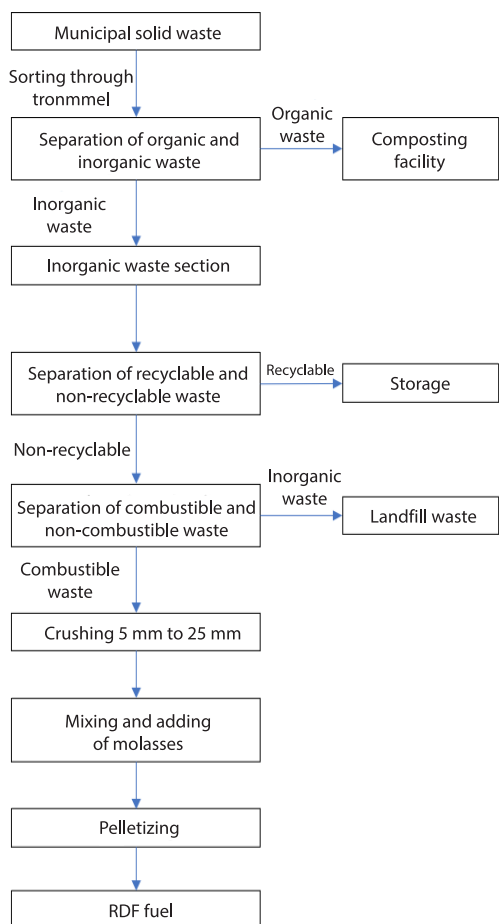 Municipal solid waste
Sorting through
tronmmel
Separation of organic and
inorganic waste
Organic
waste
Composting
facility
Inorganic
waste
Inorganic waste section
Separation of recyclable and
non-recyclable waste
Recyclable
Storage
Non-recyclable
Separation of combustible and
non-combustible waste
Inorganic
waste
Landfill waste
Combustible
waste
Crushing 5 mm to 25 mm
Mixing and adding
of molasses
Pelletizing
RDF fuel